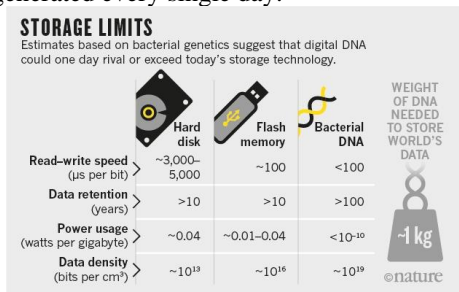 generated every single day.
STORAGE LIMITS
Estimates based on bacterial genetics suggest that digital DNA
could one day rival or exceed today's storage technology.
WEIGHT
OF DNA
NEEDED
TO STORE
WORLD'S
DATA
Hard
disk
Flash
memory
Bacterial
DNA
Read–write speed
(µs per bit)
~3,000–
5,000
~100
<100
Data retention
(years)
>10
>10
>100
Power usage
(watts per gigabyte)
~0.04
~0.01–0.04
<10⁻¹⁰
Data density
(bits per cm³)
~10¹³
~10¹⁶
~10¹⁹
~1 kg
©nature